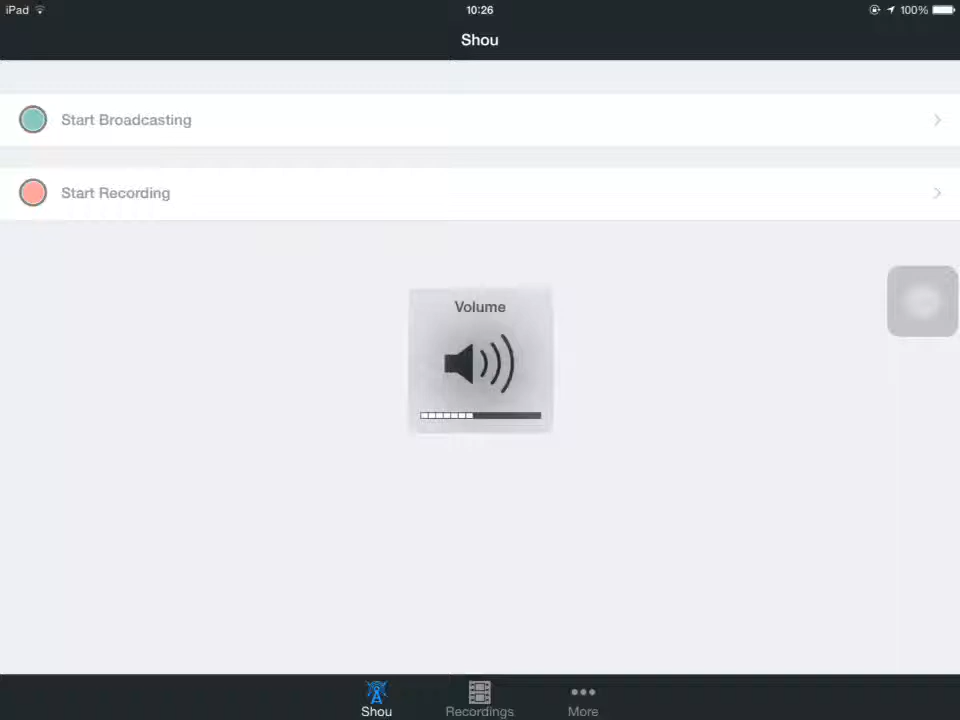 iPad 10:26 100%
Shou
Start Broadcasting
Start Recording
Volume
Shou Recordings More